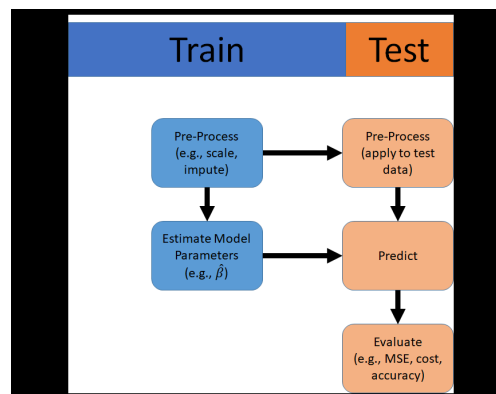 Train
Test
Pre-Process
(e.g., scale,
impute)
Pre-Process
(apply to test
data)
Estimate Model
Parameters
(e.g., β̂)
Predict
Evaluate
(e.g., MSE, cost,
accuracy)